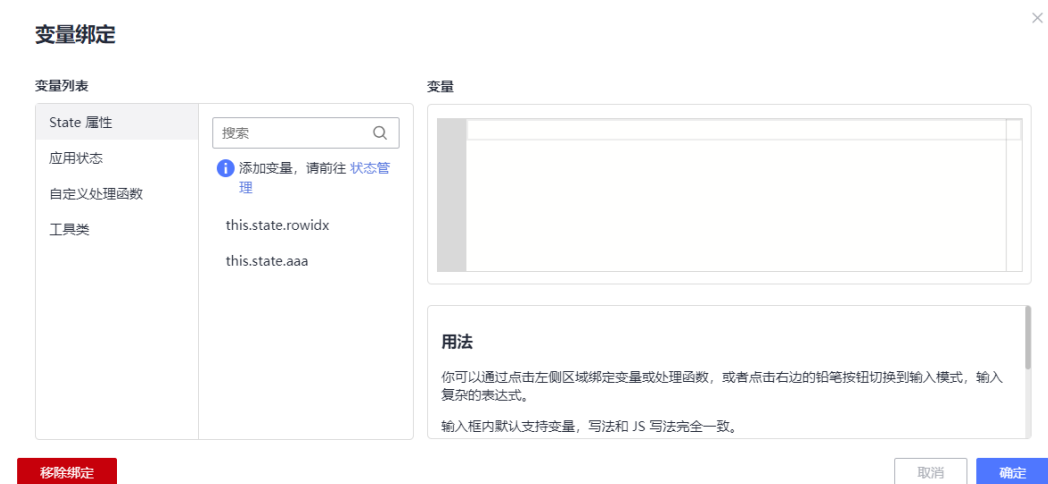 变量绑定
变量列表
State 属性
应用状态
自定义处理函数
工具类
搜索
添加变量，请前往 状态管
理
this.state.rowidx
this.state.aaa
变量
用法
你可以通过点击左侧区域绑定变量或处理函数，或者点击右边的铅笔按钮切换到输入模式，输入
复杂的表达式。
输入框内默认支持变量，写法和 JS 写法完全一致。
移除绑定
取消
确定